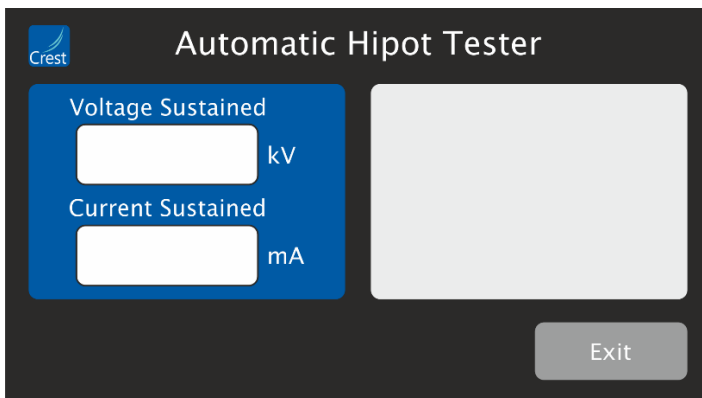 Crest
Automatic Hipot Tester
Voltage Sustained
kV
Current Sustained
mA
Exit